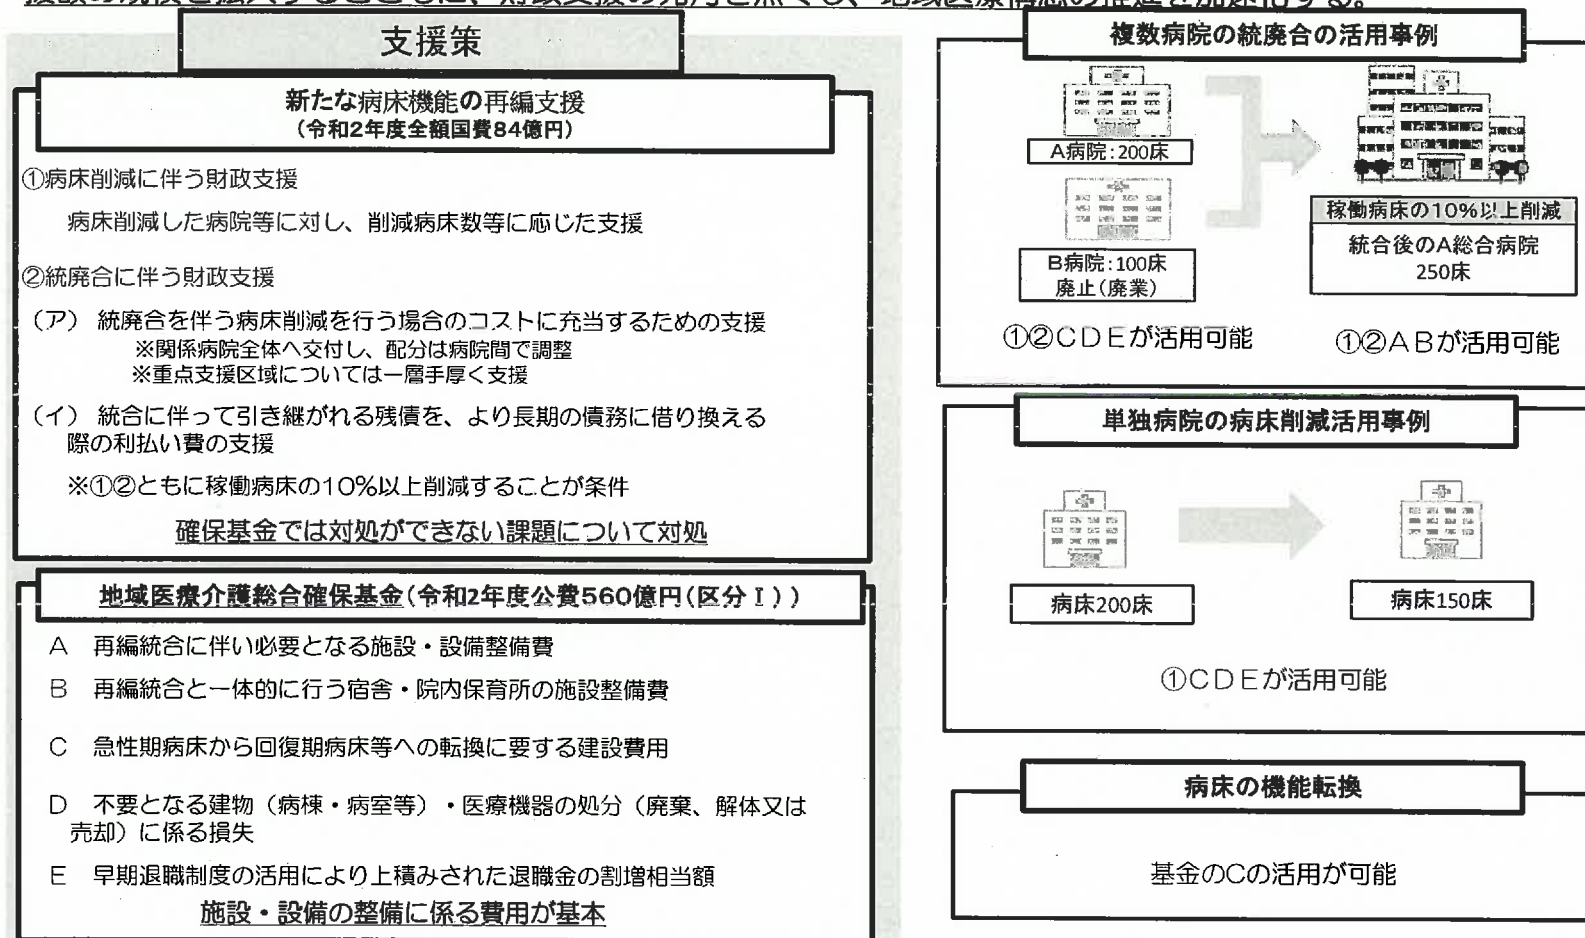 支援策
新たな病床機能の再編支援
(令和2年度全額国費84億円)
①病床削減に伴う財政支援
病床削減した病院等に対し、削減病床数等に応じた支援
②統廃合に伴う財政支援
（ア） 統廃合を伴う病床削減を行う場合のコストに充当するための支援
※関係病院全体へ交付し、配分は病院間で調整
※重点支援区域については一層手厚く支援
（イ） 統合に伴って引き継がれる残債を、より長期の債務に借り換える
際の利払い費の支援
※①②ともに稼働病床の10%以上削減することが条件
確保基金では対処ができない課題について対処
地域医療介護総合確保基金(令和2年度公費560億円(区分Ⅰ))
A 再編統合に伴い必要となる施設・設備整備費
B 再編統合と一体的に行う宿舎・院内保育所の施設整備費
C 急性期病床から回復期病床等への転換に要する建設費用
D 不要となる建物（病棟・病室等）・医療機器の処分（廃棄、解体又は
売却）に係る損失
E 早期退職制度の活用により上積みされた退職金の割増相当額
施設・設備の整備に係る費用が基本
複数病院の統廃合の活用事例
A病院:200床
B病院:100床
廃止(廃業)
①②CDEが活用可能
稼働病床の10%以上削減
統合後のA総合病院
250床
①②ABが活用可能
単独病院の病床削減活用事例
病床200床
病床150床
①CDEが活用可能
病床の機能転換
基金のCの活用が可能